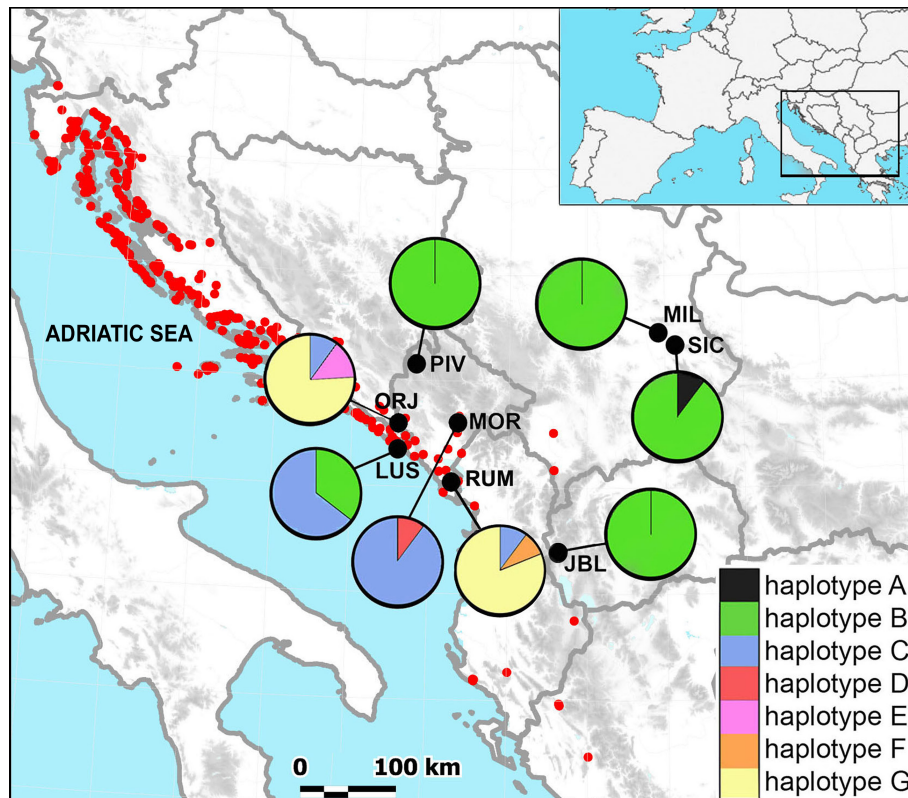 ADRIATIC SEA
MIL
SIC
PIV
ORJ
MOR
LUS
RUM
JBL
haplotype A
haplotype B
haplotype C
haplotype D
haplotype E
haplotype F
haplotype G
0 100 km